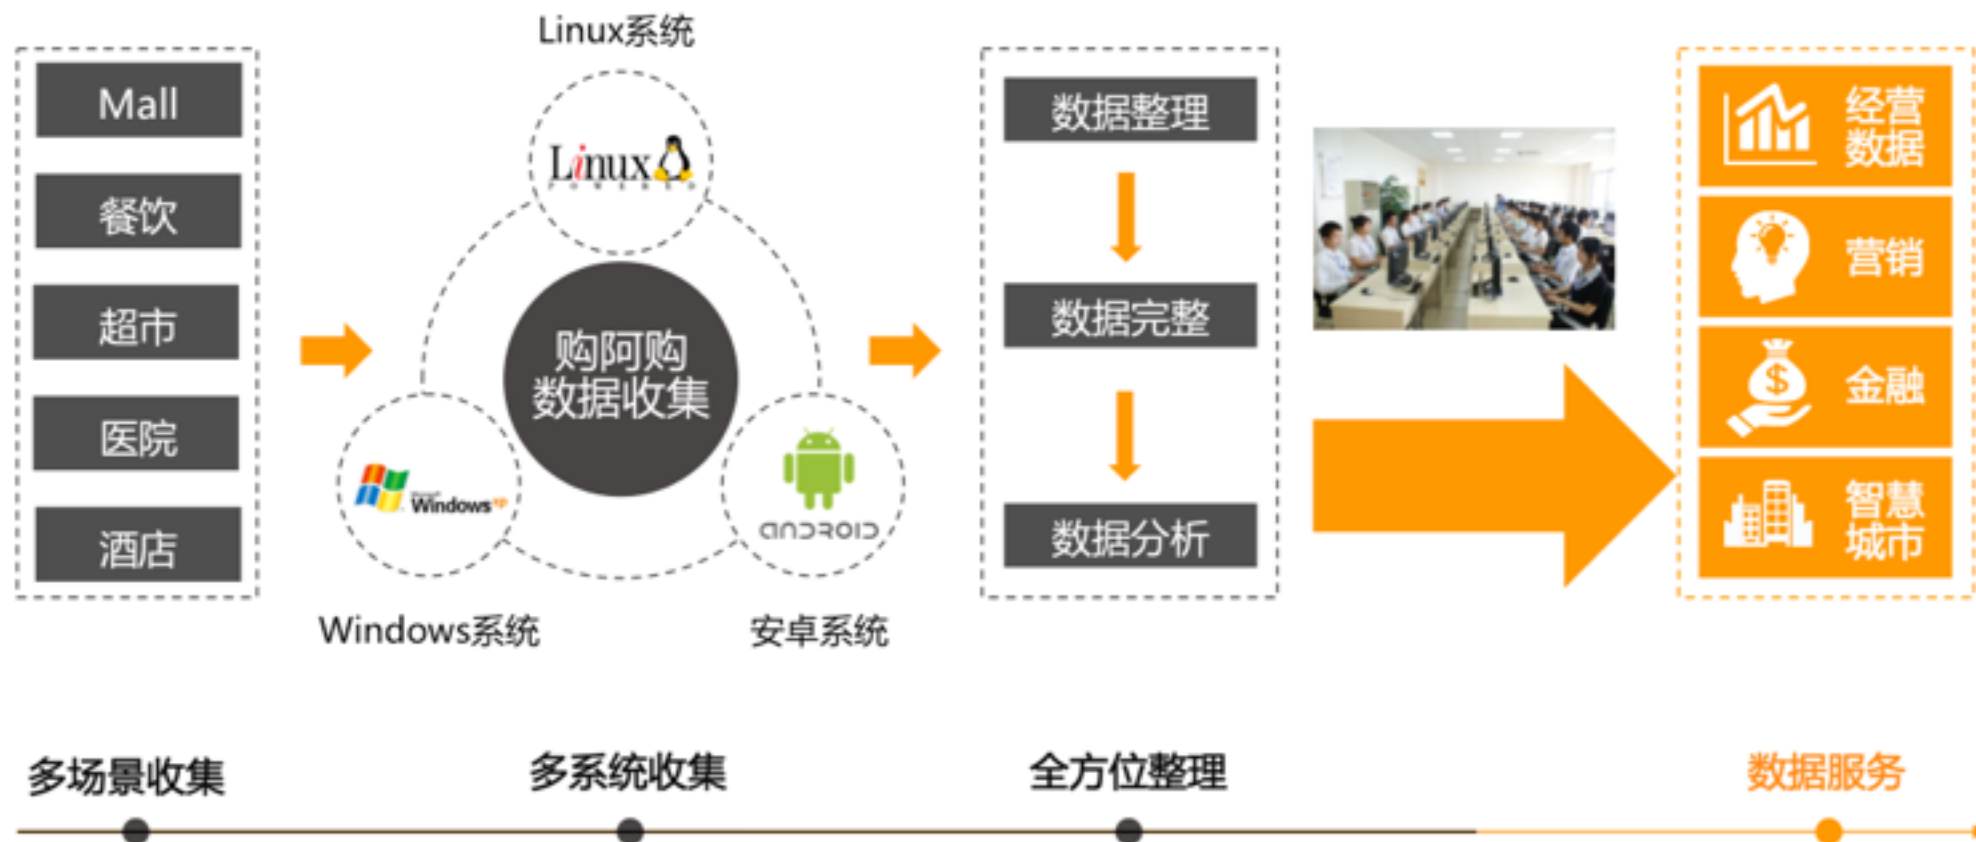 Linux系统
Mall
餐饮
超市
医院
酒店
Linux
POWERED
购阿购
数据收集
Windows xp
ANDROID
Windows系统
安卓系统
数据整理
数据完整
数据分析
经营
数据
营销
金融
智慧
城市
多场景收集
多系统收集
全方位整理
数据服务